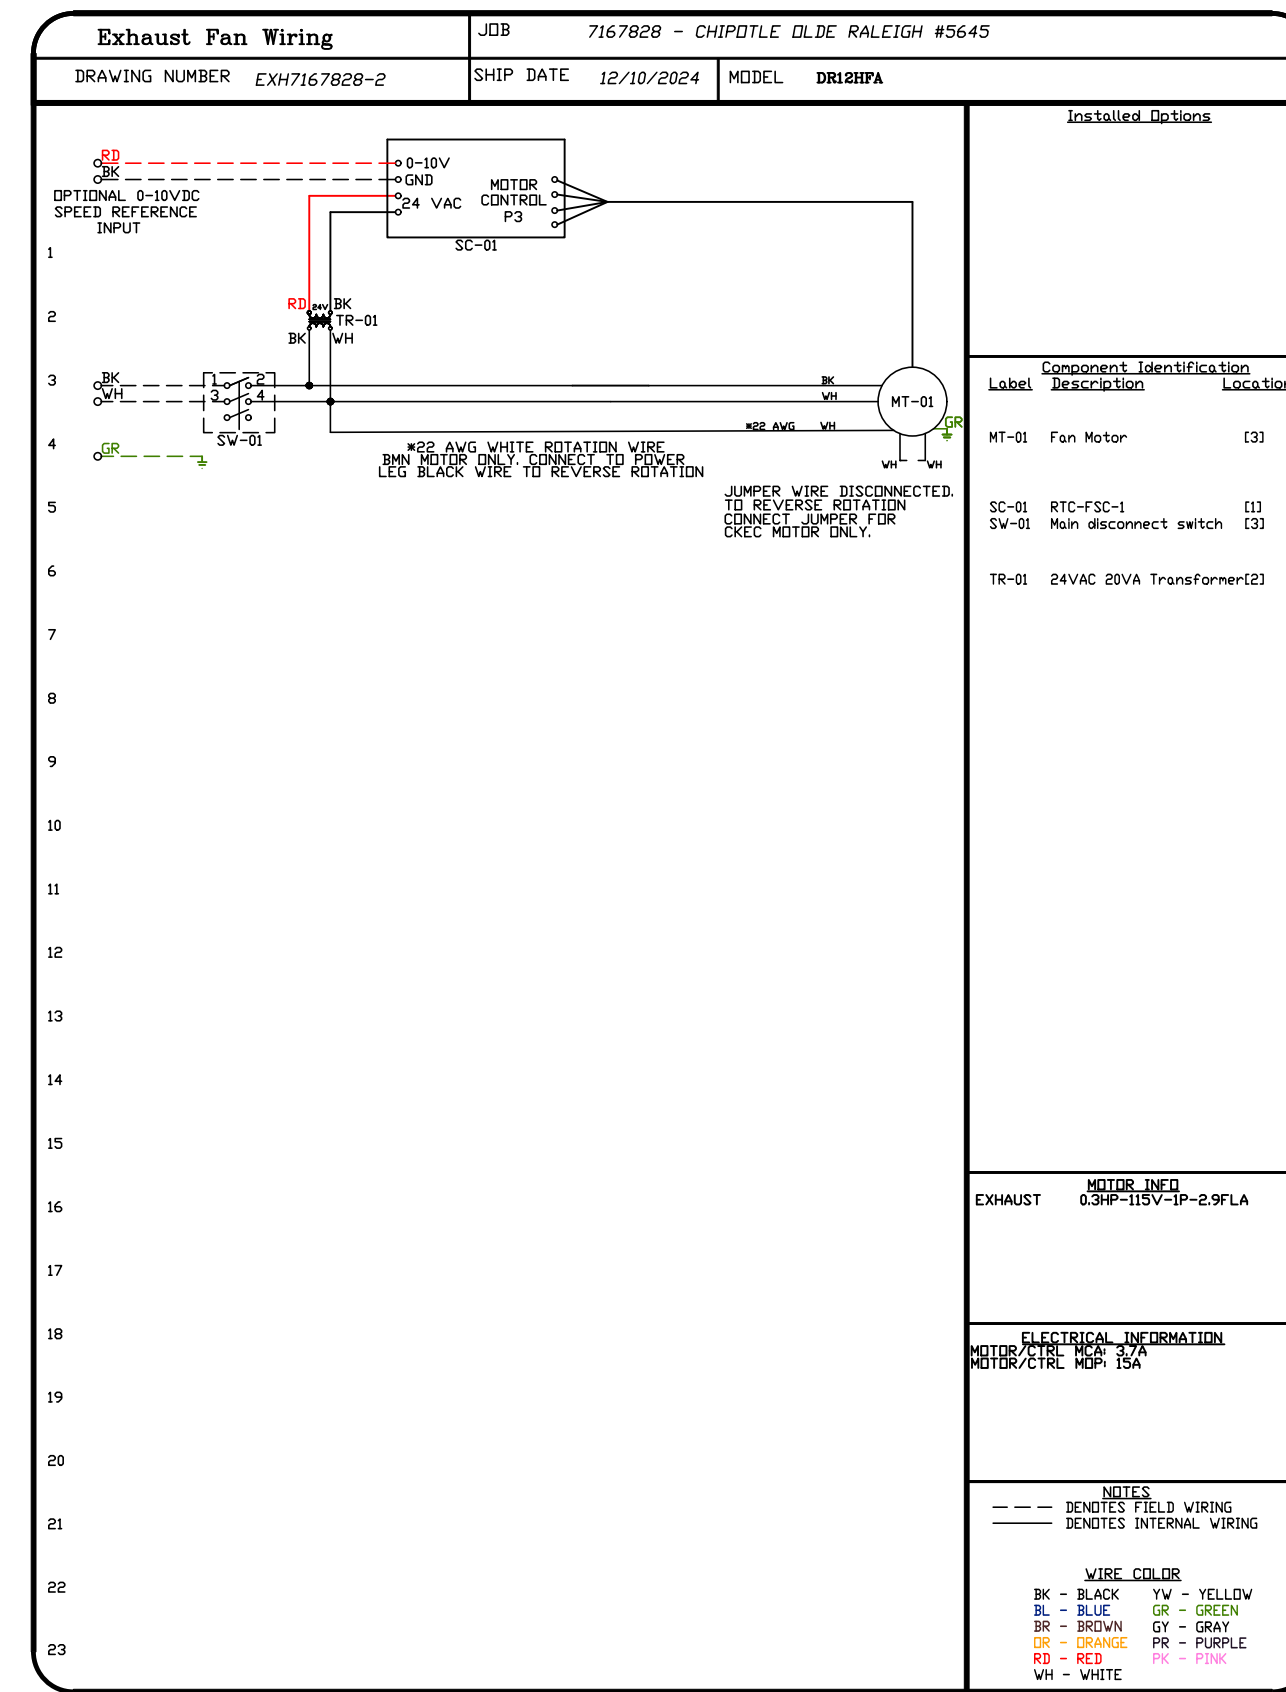 Exhaust Fan Wiring
JOB 7167828 - CHIPOTLE OLDE RALEIGH #5645
DRAWING NUMBER EXH7167828-2
SHIP DATE 12/10/2024
MODEL DR12HFA
RD
BK
OPTIONAL 0-10VDC
SPEED REFERENCE
INPUT
0-10V
GND
24 VAC
MOTOR
CONTROL
P3
SC-01
RD 24V BK
TR-01
BK WH
BK
WH
1 2
3 4
SW-01
GR
BK
WH
*22 AWG WH
MT-01
GR
WH WH
*22 AWG WHITE ROTATION WIRE
BMN MOTOR ONLY. CONNECT TO POWER
LEG BLACK WIRE TO REVERSE ROTATION
JUMPER WIRE DISCONNECTED.
TO REVERSE ROTATION
CONNECT JUMPER FOR
CKEC MOTOR ONLY.
1
2
3
4
5
6
7
8
9
10
11
12
13
14
15
16
17
18
19
20
21
22
23
Installed Options
Component Identification
Label Description Location
MT-01 Fan Motor [3]
SC-01 RTC-FSC-1 [1]
SW-01 Main disconnect switch [3]
TR-01 24VAC 20VA Transformer[2]
MOTOR INFO
EXHAUST 0.3HP-115V-1P-2.9FLA
ELECTRICAL INFORMATION
MOTOR/CTRL MCA: 3.7A
MOTOR/CTRL MOP: 15A
NOTES
DENOTES FIELD WIRING
DENOTES INTERNAL WIRING
WIRE COLOR
BK - BLACK YW - YELLOW
BL - BLUE GR - GREEN
BR - BROWN GY - GRAY
OR - ORANGE PR - PURPLE
RD - RED PK - PINK
WH - WHITE